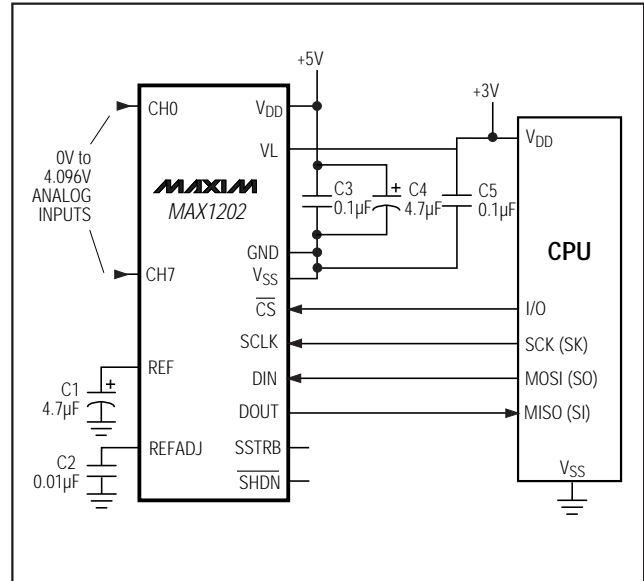 +5V
+3V
CH0
VDD
VDD
VL
0V to
4.096V
ANALOG
INPUTS
MAXIM
MAX1202
C3
0.1µF
+
C4
4.7µF
C5
0.1µF
CPU
GND
CH7
VSS
CS
I/O
SCLK
SCK (SK)
REF
DIN
MOSI (SO)
C1
+
4.7µF
DOUT
MISO (SI)
REFADJ
SSTRB
C2
0.01µF
SHDN
VSS